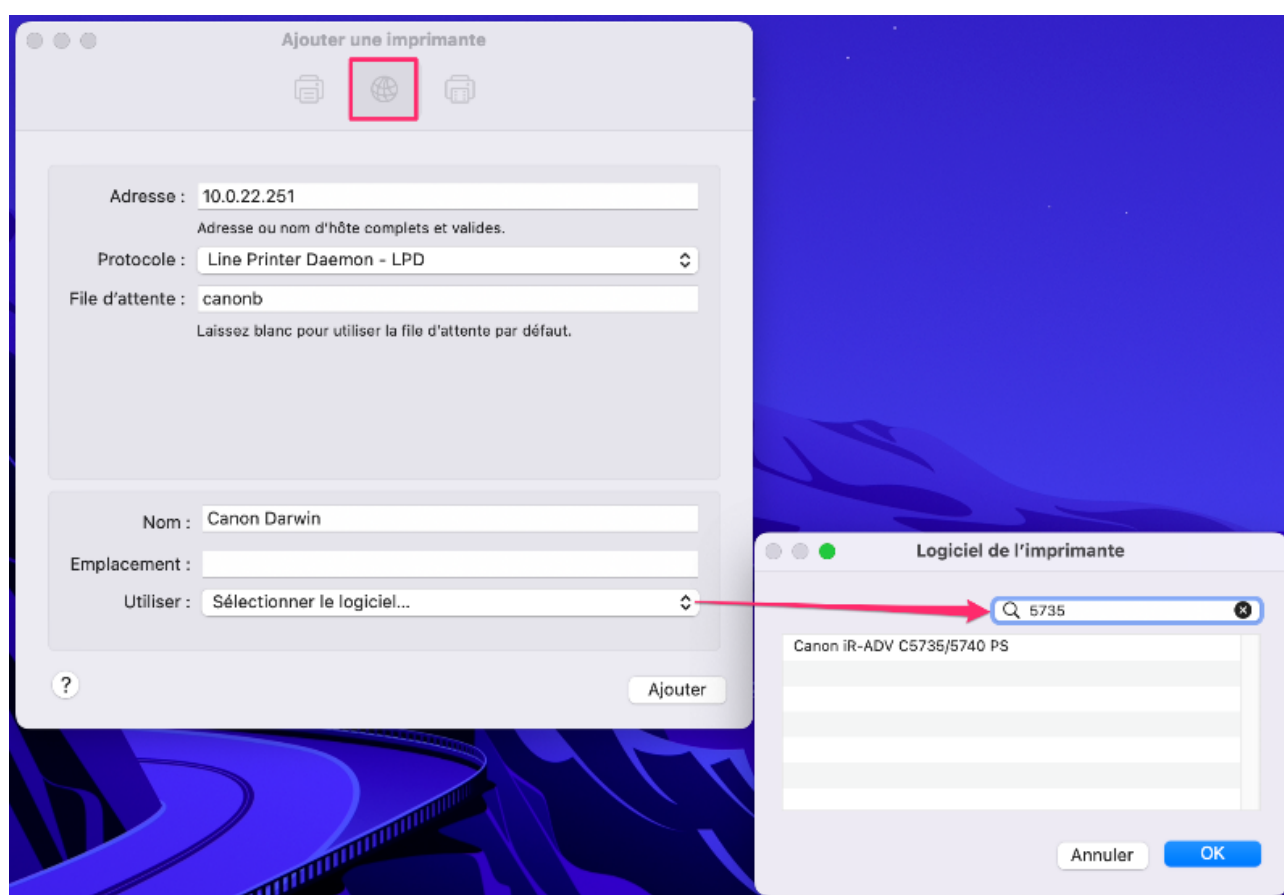 Ajouter une imprimante
Adresse : 10.0.22.251
Adresse ou nom d'hôte complets et valides.
Protocole : Line Printer Daemon - LPD
File d'attente : canonb
Laissez blanc pour utiliser la file d'attente par défaut.
Nom : Canon Darwin
Emplacement :
Utiliser : Sélectionner le logiciel...
?
Ajouter
Logiciel de l'imprimante
5735
Canon iR-ADV C5735/5740 PS
Annuler
OK